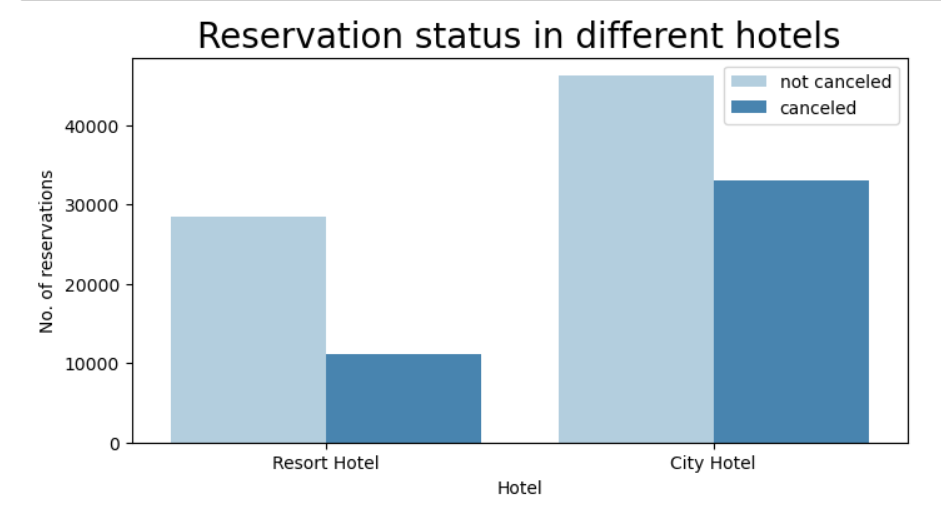 Reservation status in different hotels
not canceled
canceled
40000
30000
20000
10000
0
No. of reservations
Resort Hotel
City Hotel
Hotel